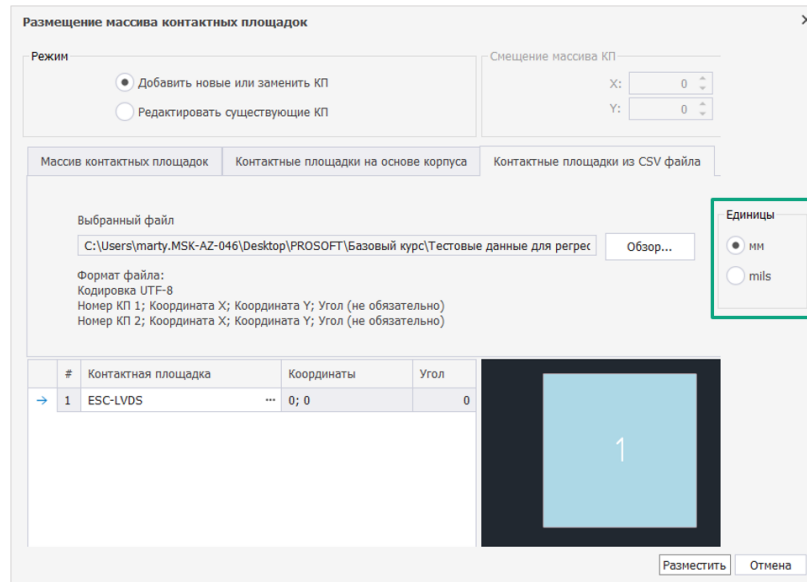 Размещение массива контактных площадок
Режим
Добавить новые или заменить КП
Редактировать существующие КП
Смещение массива КП
X: 0
Y: 0
Массив контактных площадок
Контактные площадки на основе корпуса
Контактные площадки из CSV файла
Выбранный файл
C:\Users\marty.MSK-AZ-046\Desktop\PROSOFT\Базовый курс\Тестовые данные для регрес
Обзор...
Формат файла:
Кодировка UTF-8
Номер КП 1; Координата X; Координата Y; Угол (не обязательно)
Номер КП 2; Координата X; Координата Y; Угол (не обязательно)
Единицы
мм
mils
# Контактная площадка Координаты Угол
1 ESC-LVDS ... 0; 0 0
1
Разместить Отмена